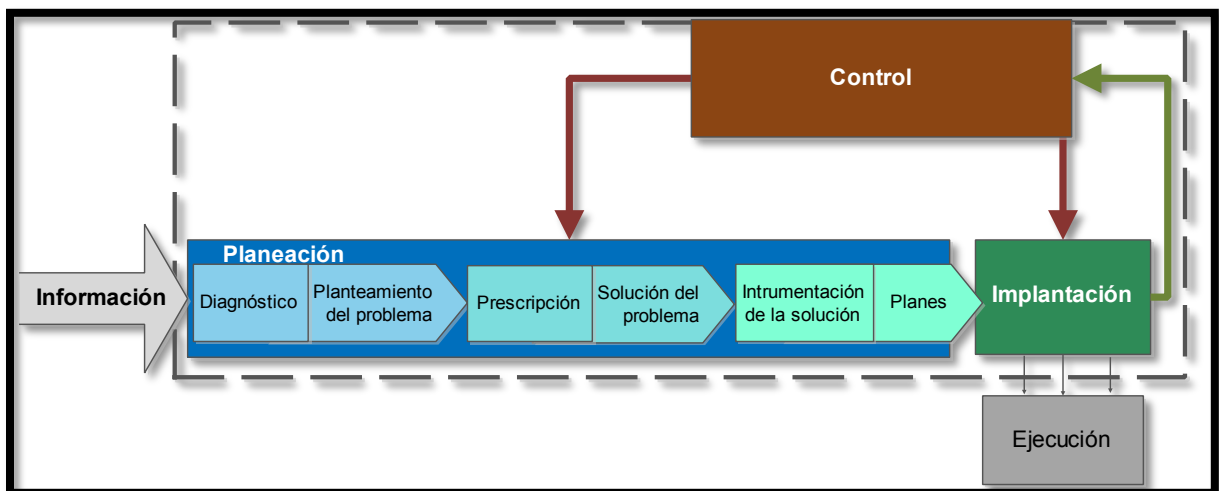 Control
Planeación
Información
Diagnóstico
Planteamiento
del problema
Prescripción
Solución del
problema
Intrumentación
de la solución
Planes
Implantación
Ejecución